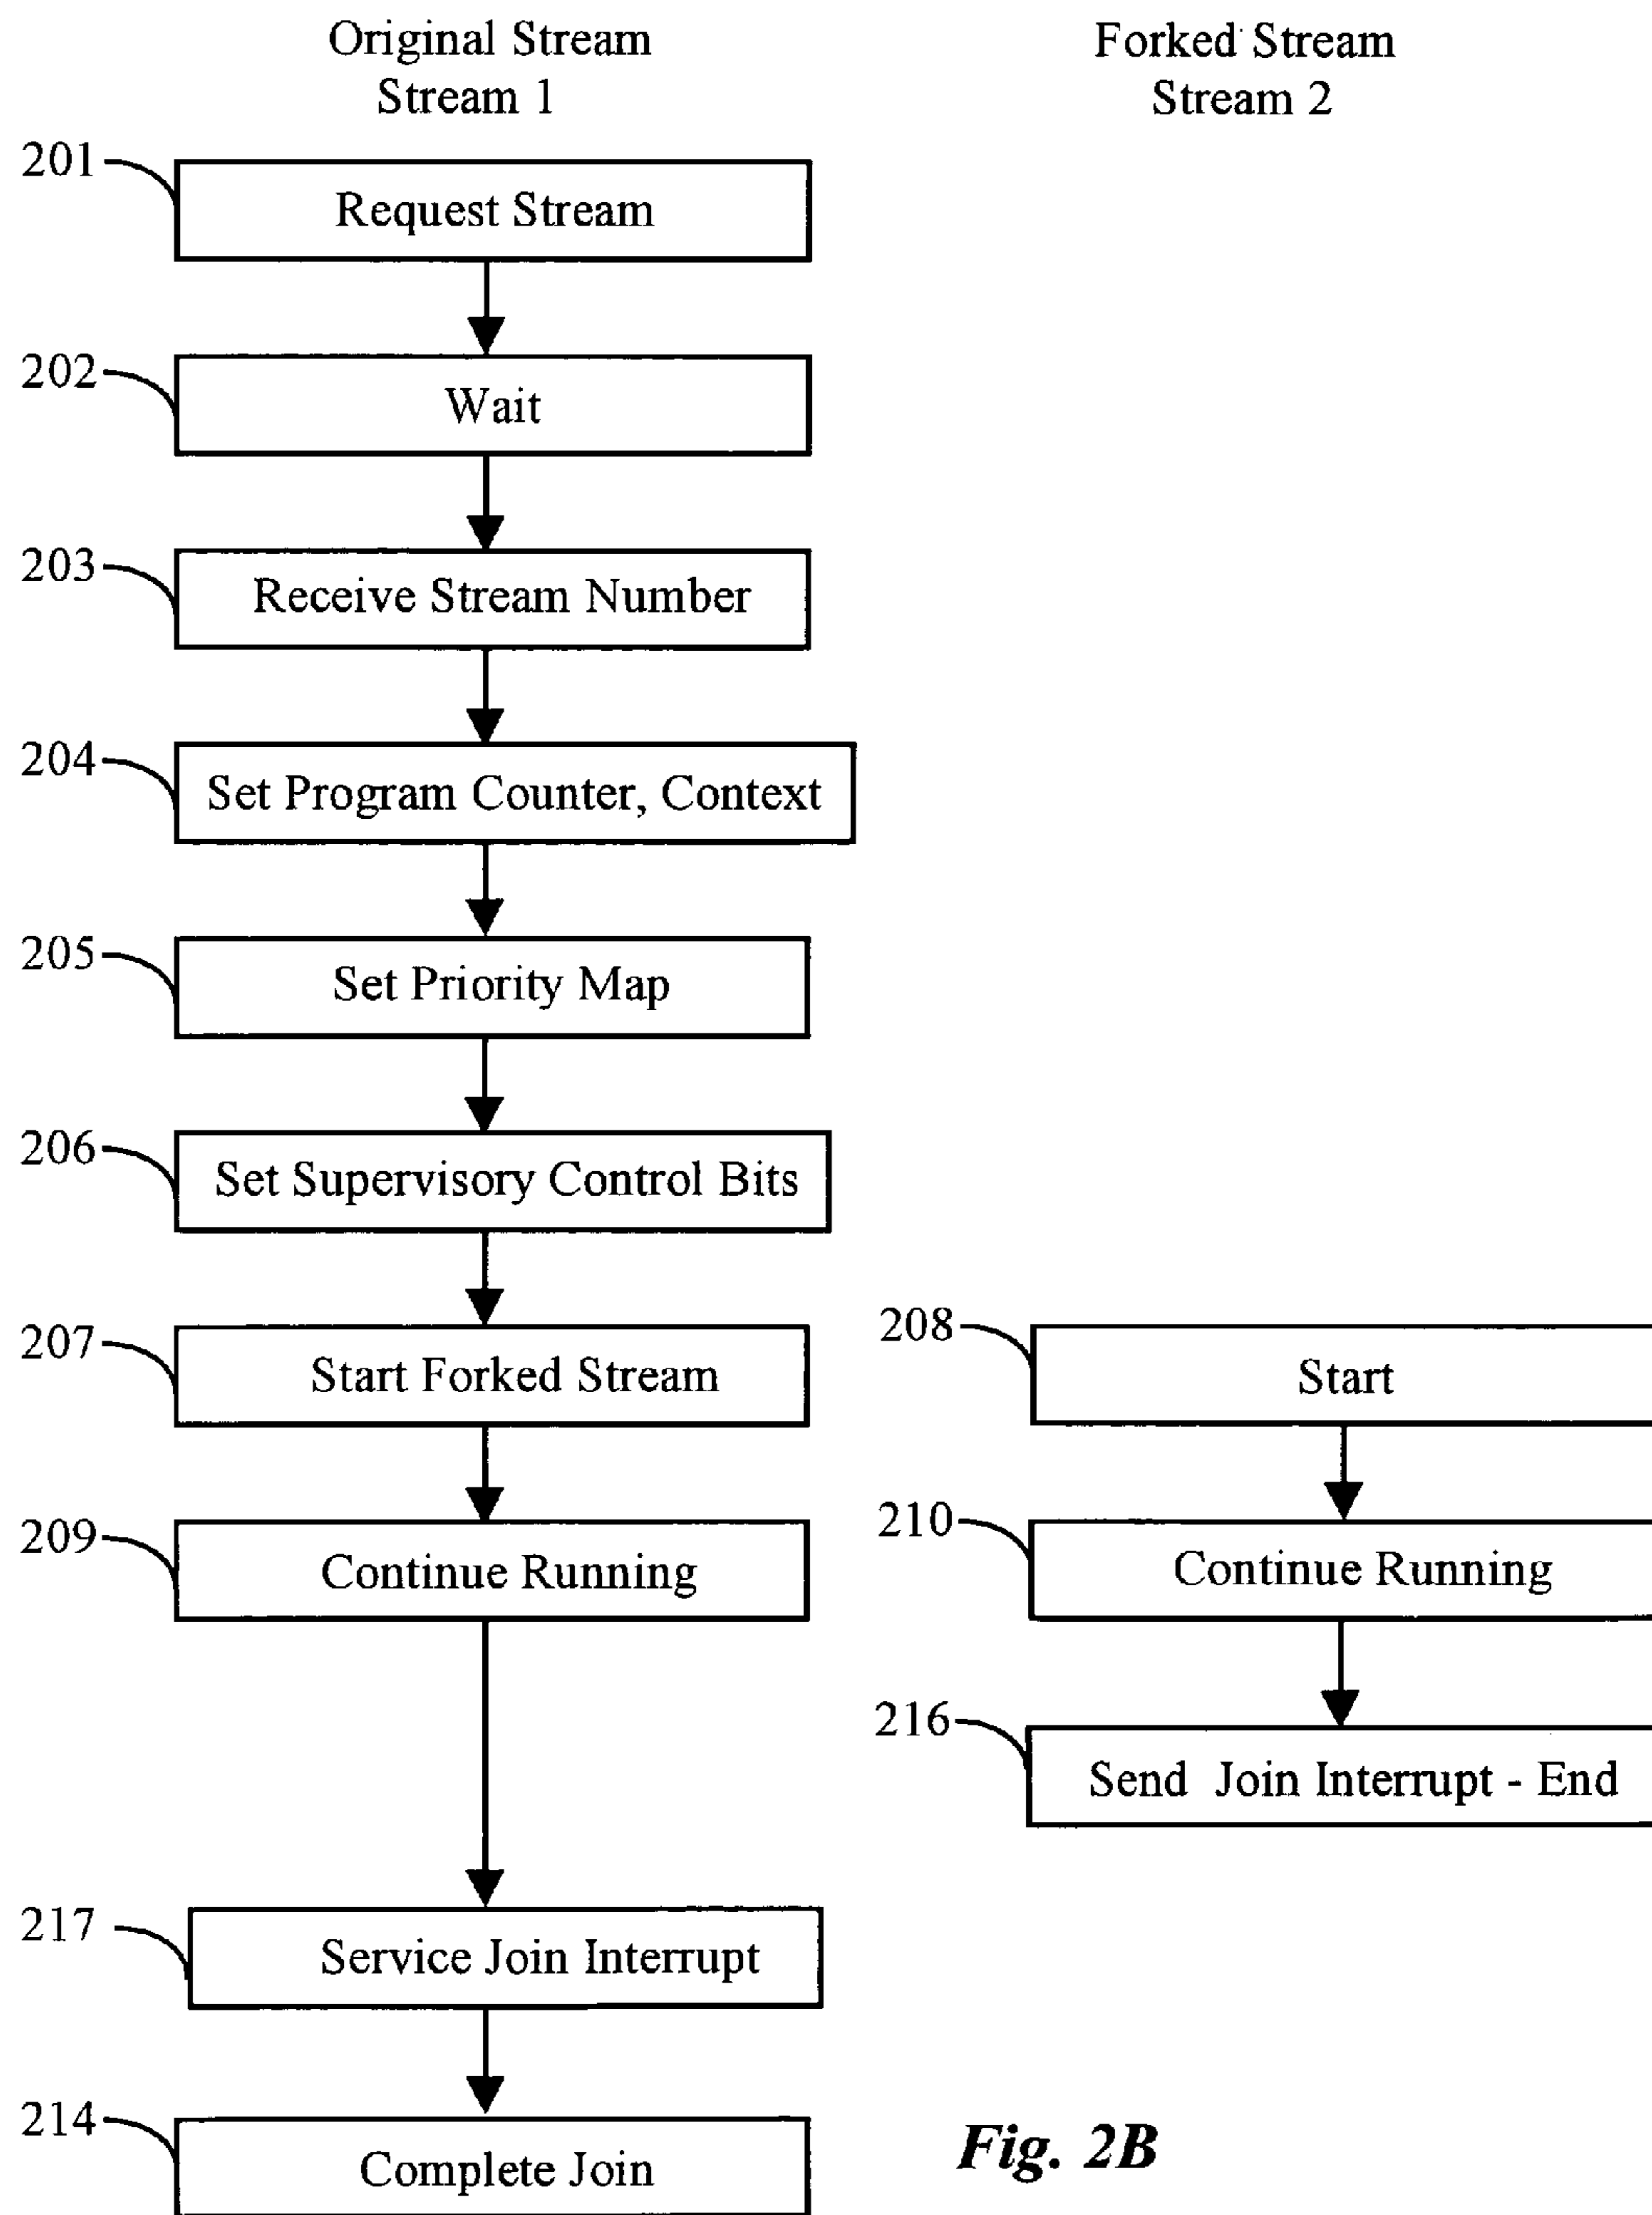 Original Stream
Stream 1
Forked Stream
Stream 2
201
Request Stream
202
Wait
203
Receive Stream Number
204
Set Program Counter, Context
205
Set Priority Map
206
Set Supervisory Control Bits
207
Start Forked Stream
208
Start
209
Continue Running
210
Continue Running
216
Send Join Interrupt - End
217
Service Join Interrupt
214
Complete Join
Fig. 2B